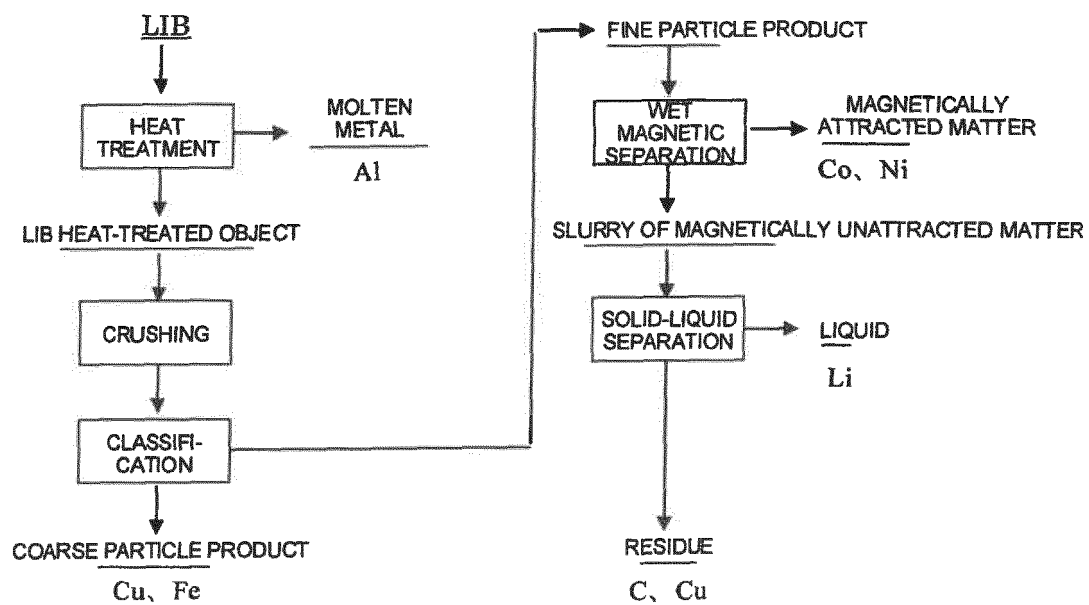 LIB
HEAT
TREATMENT
MOLTEN
METAL
Al
LIB HEAT-TREATED OBJECT
CRUSHING
CLASSIFI-
CATION
COARSE PARTICLE PRODUCT
Cu、Fe
FINE PARTICLE PRODUCT
WET
MAGNETIC
SEPARATION
MAGNETICALLY
ATTRACTED MATTER
Co、Ni
SLURRY OF MAGNETICALLY UNATTRACTED MATTER
SOLID-LIQUID
SEPARATION
LIQUID
Li
RESIDUE
C、Cu